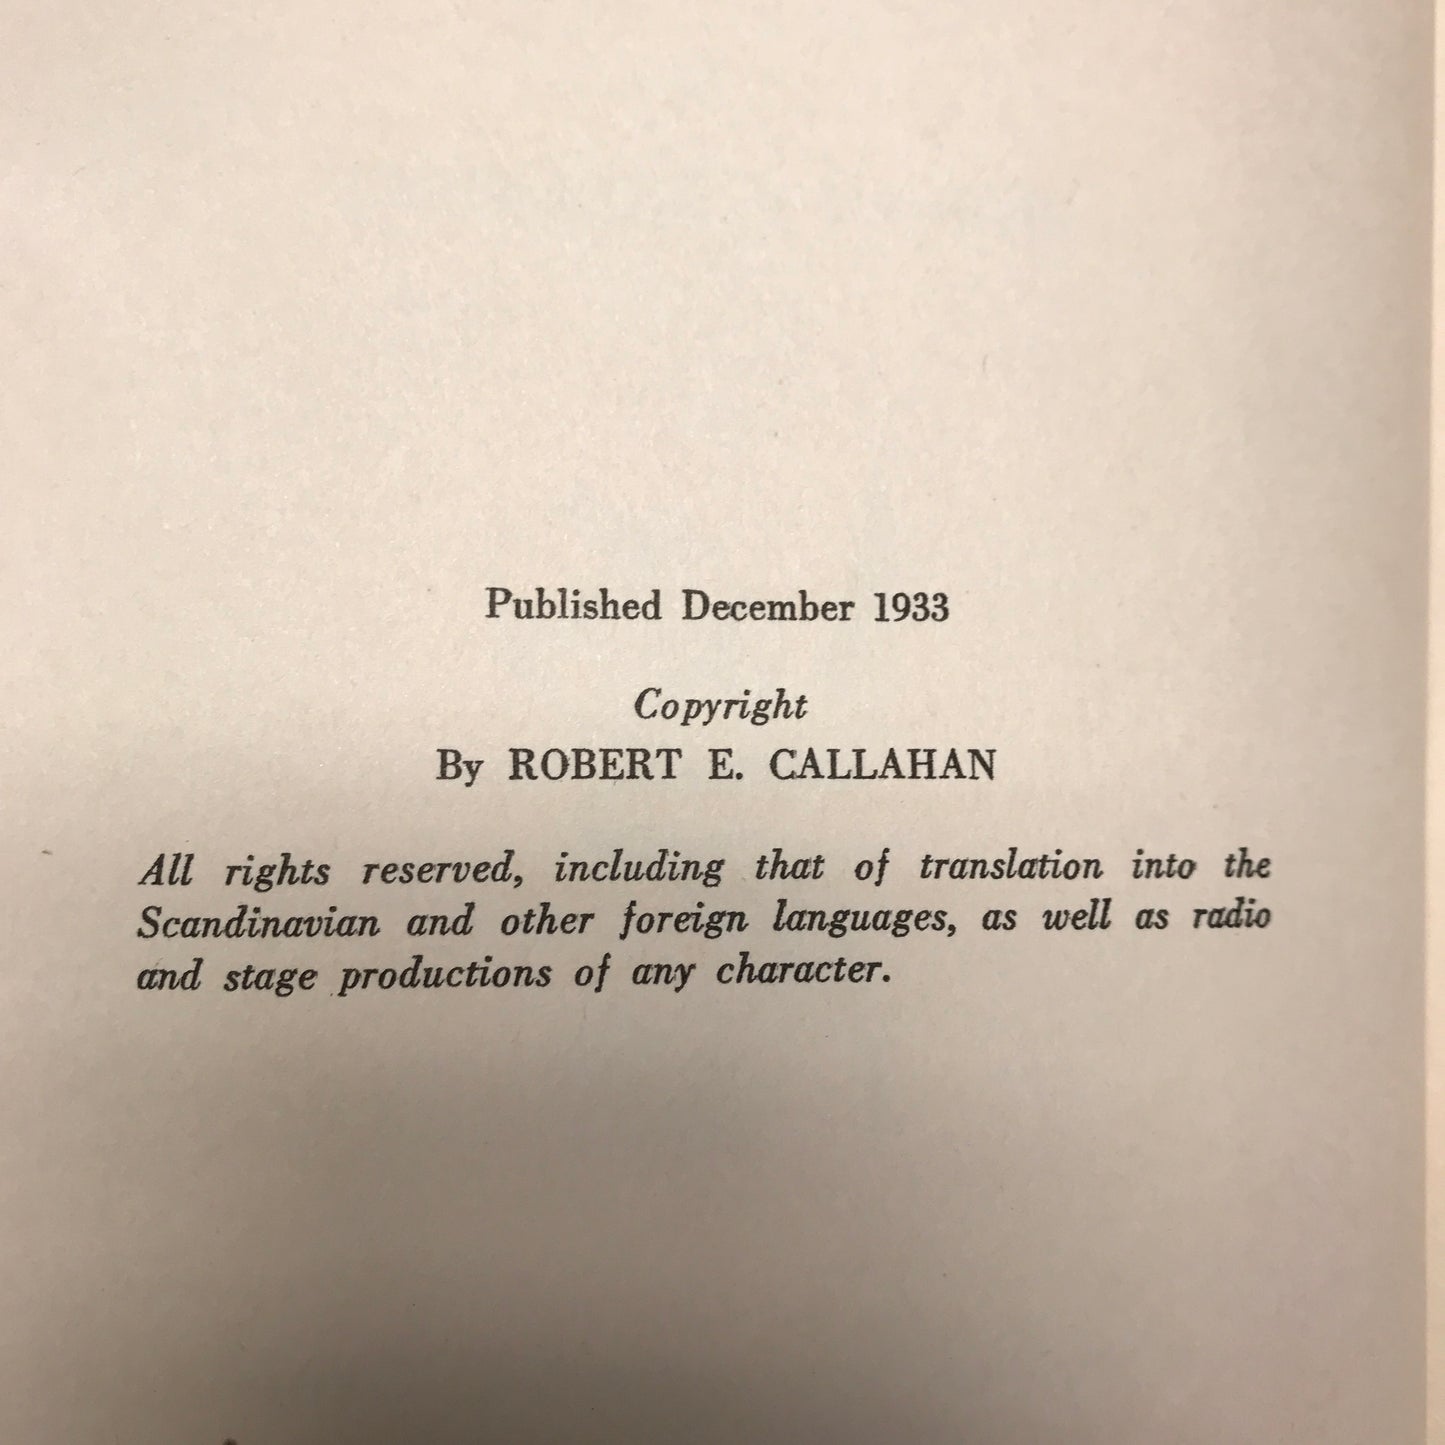 Published December 1933
Copyright
By ROBERT E. CALLAHAN
All rights reserved, including that of translation into the
Scandinavian and other foreign languages, as well as radio
and stage productions of any character.